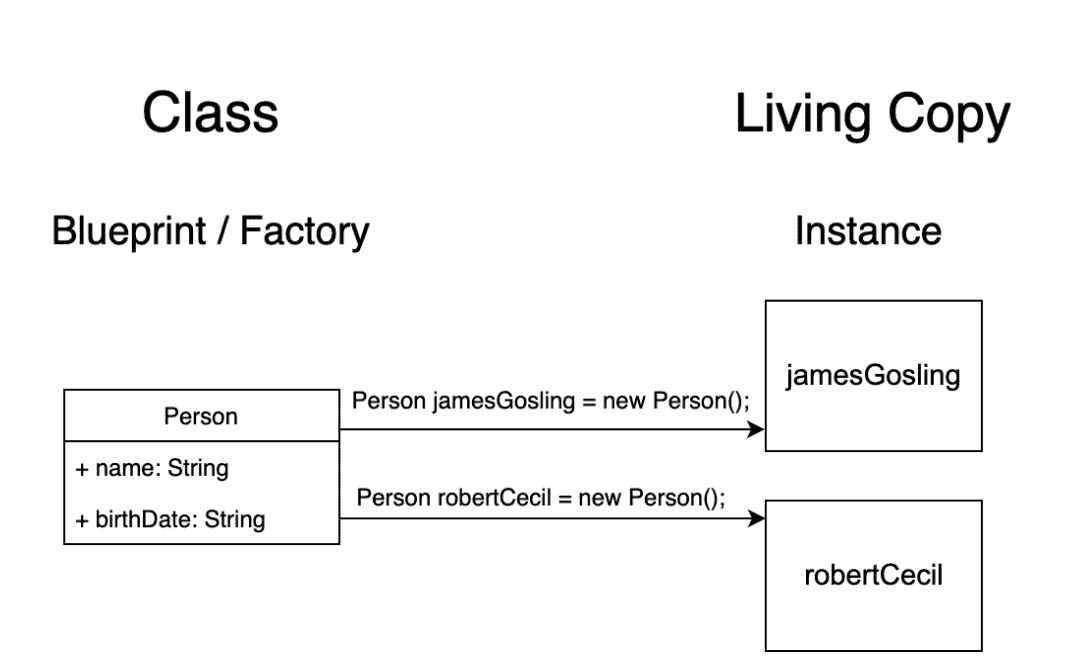 Class
Living Copy
Blueprint / Factory
Instance
Person jamesGosling = new Person();
jamesGosling
Person
+ name: String
+ birthDate: String
Person robertCecil = new Person();
robertCecil